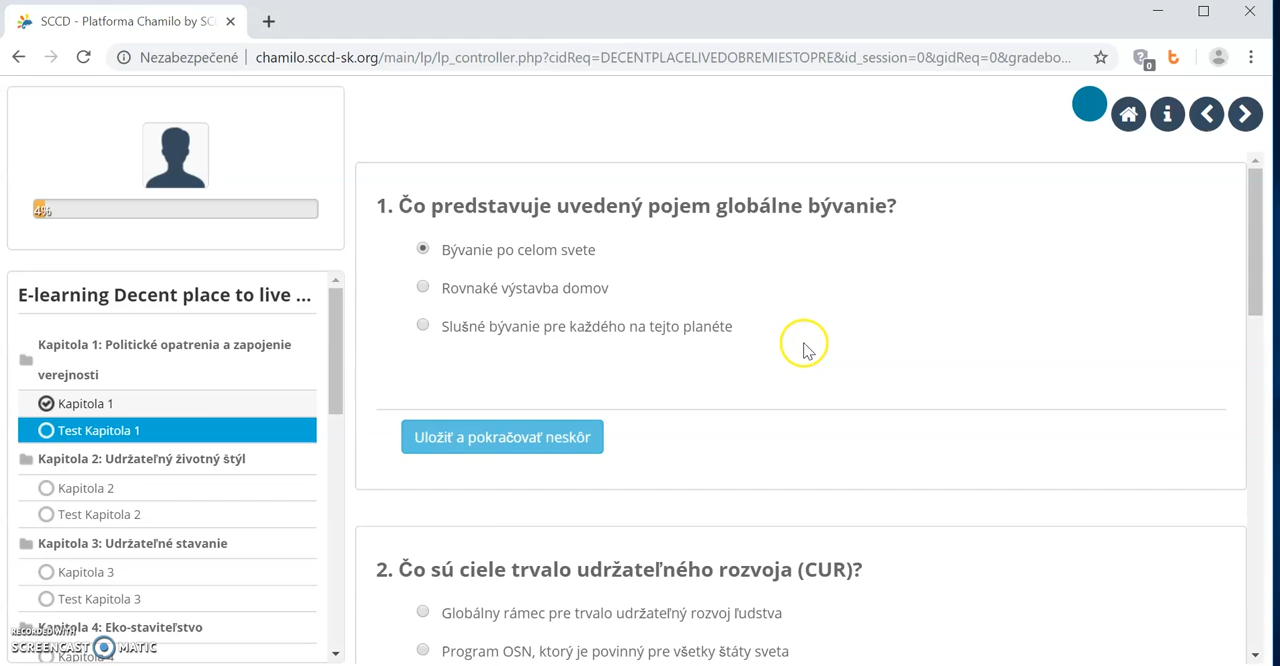 SCCD - Platforma Chamilo by SC
Nezabezpečené
chamilo.sccd-sk.org/main/lp/lp_controller.php?cidReq=DECENTPLACELIVEDOBREMIESTOPRE&id_session=0&gidReq=0&gradebo...
0
4%
E-learning Decent place to live ...
Kapitola 1: Politické opatrenia a zapojenie
verejnosti
Kapitola 1
Test Kapitola 1
Kapitola 2: Udržateľný životný štýl
Kapitola 2
Test Kapitola 2
Kapitola 3: Udržateľné stavanie
Kapitola 3
Test Kapitola 3
Kapitola 4: Eko-staviteľstvo
Kapitola 4
RECORDED WITH
SCREENCAST MATIC
1. Čo predstavuje uvedený pojem globálne bývanie?
Bývanie po celom svete
Rovnaké výstavba domov
Slušné bývanie pre každého na tejto planéte
Uložiť a pokračovať neskôr
2. Čo sú ciele trvalo udržateľného rozvoja (CUR)?
Globálny rámec pre trvalo udržateľný rozvoj ľudstva
Program OSN, ktorý je povinný pre všetky štáty sveta